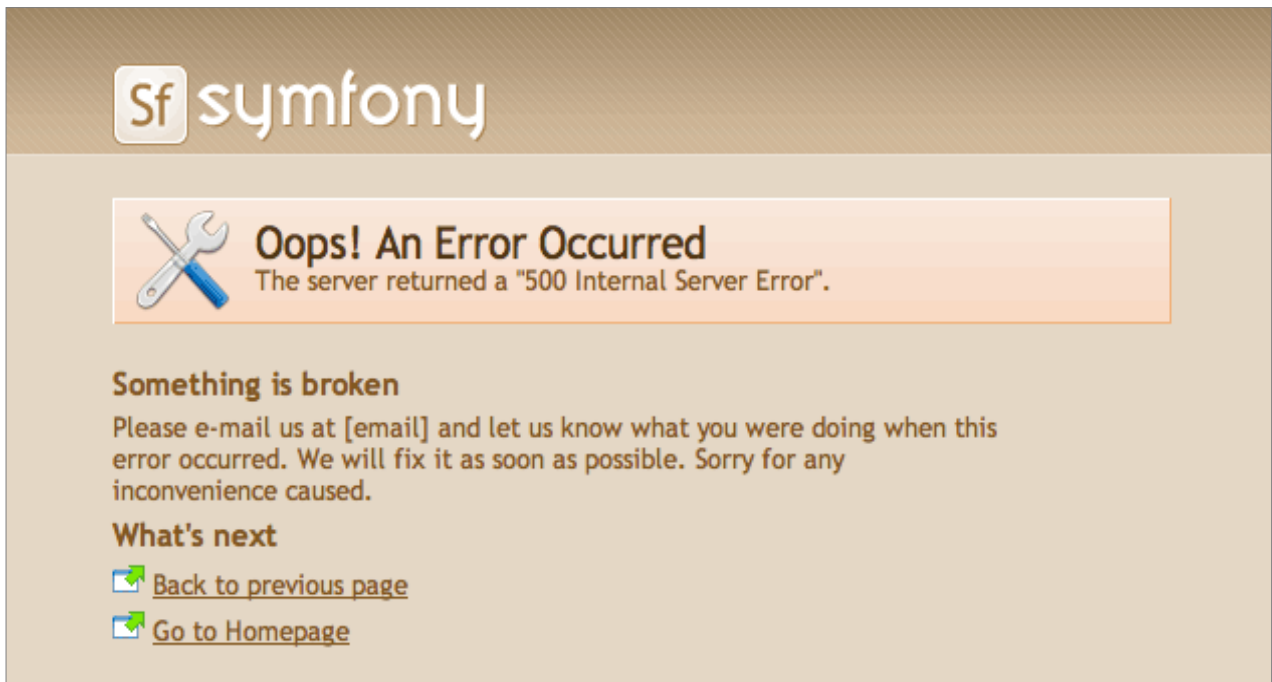 Sf symfony
Oops! An Error Occurred
The server returned a "500 Internal Server Error".
Something is broken
Please e-mail us at [email] and let us know what you were doing when this
error occurred. We will fix it as soon as possible. Sorry for any
inconvenience caused.
What's next
Back to previous page
Go to Homepage